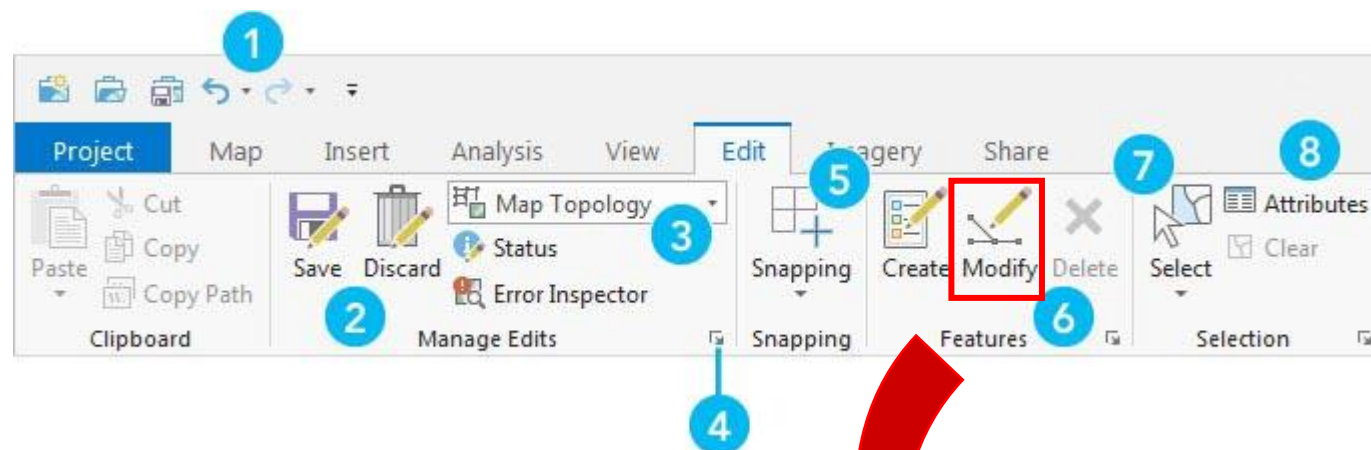 1
Project Map Insert Analysis View Edit Imagery Share
7
8
5
Cut
Copy
Copy Path
Paste
Clipboard
Save Discard
Map Topology
3
Status
Error Inspector
2
Manage Edits
4
Snapping
Snapping
Create Modify Delete
6
Features
Select
Attributes
Clear
Selection